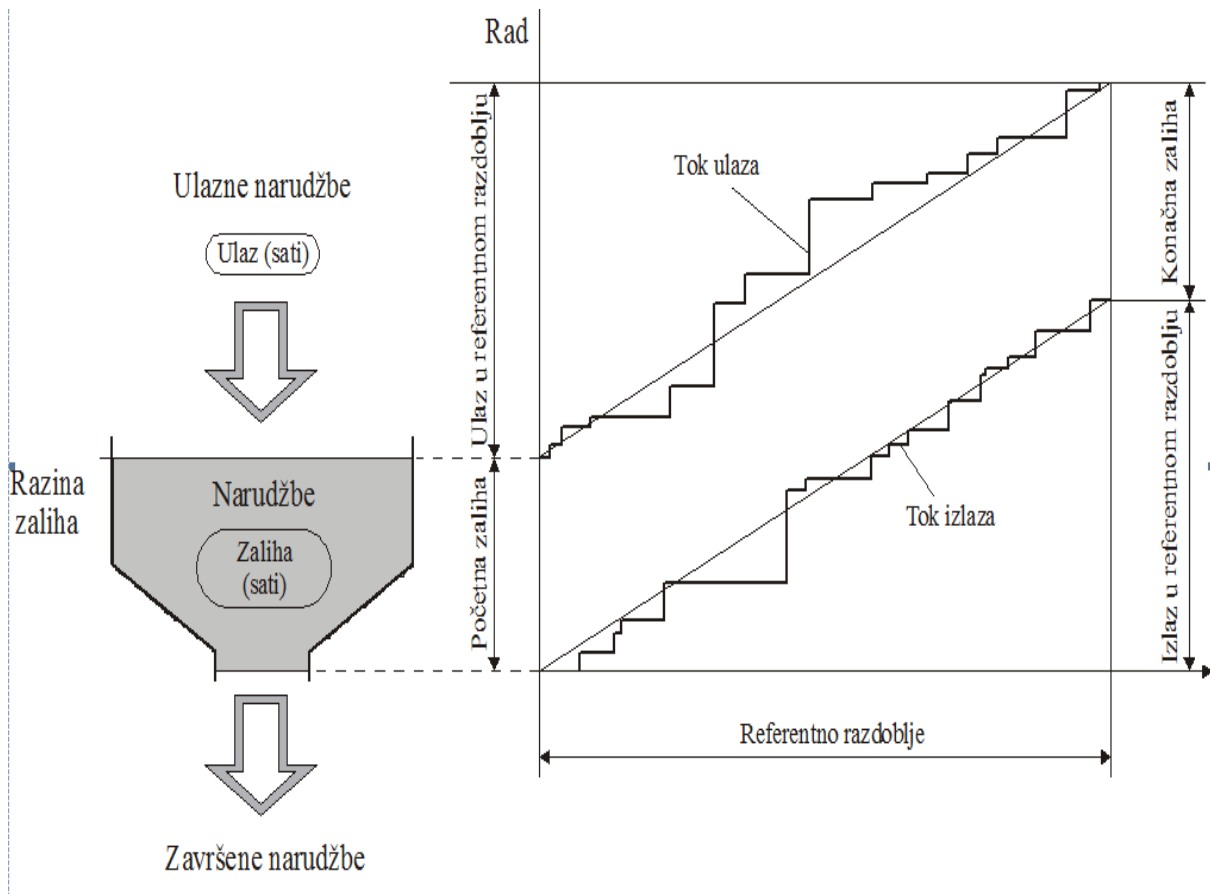 Rad
Ulazne narudžbe
Ulaz (sati)
Razina
zaliha
Narudžbe
Zaliha
(sati)
Završene narudžbe
Ulaz u referentnom razdoblju
Početna zaliha
Tok ulaza
Tok izlaza
Konačna zaliha
Izlaz u referentnom razdoblju
Referentno razdoblje